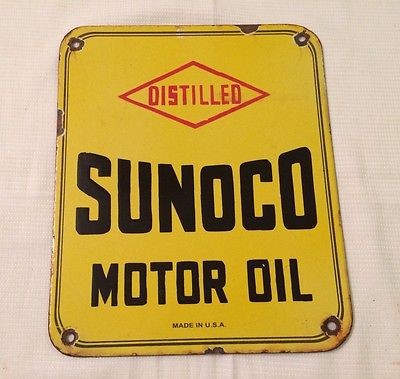 DISTILLED
SUNOCO
MOTOR OIL
MADE IN U.S.A.